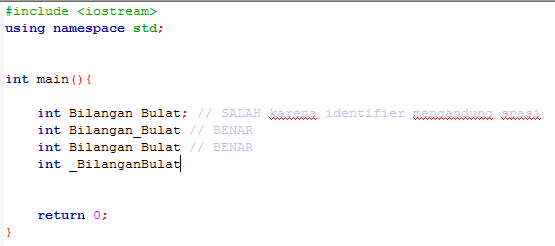 #include <iostream>
using namespace std;
int main(){
int Bilangan Bulat; // SALAH karena identifier mengandung spasi
int Bilangan_Bulat // BENAR
int Bilangan Bulat // BENAR
int _BilanganBulat
return 0;
}